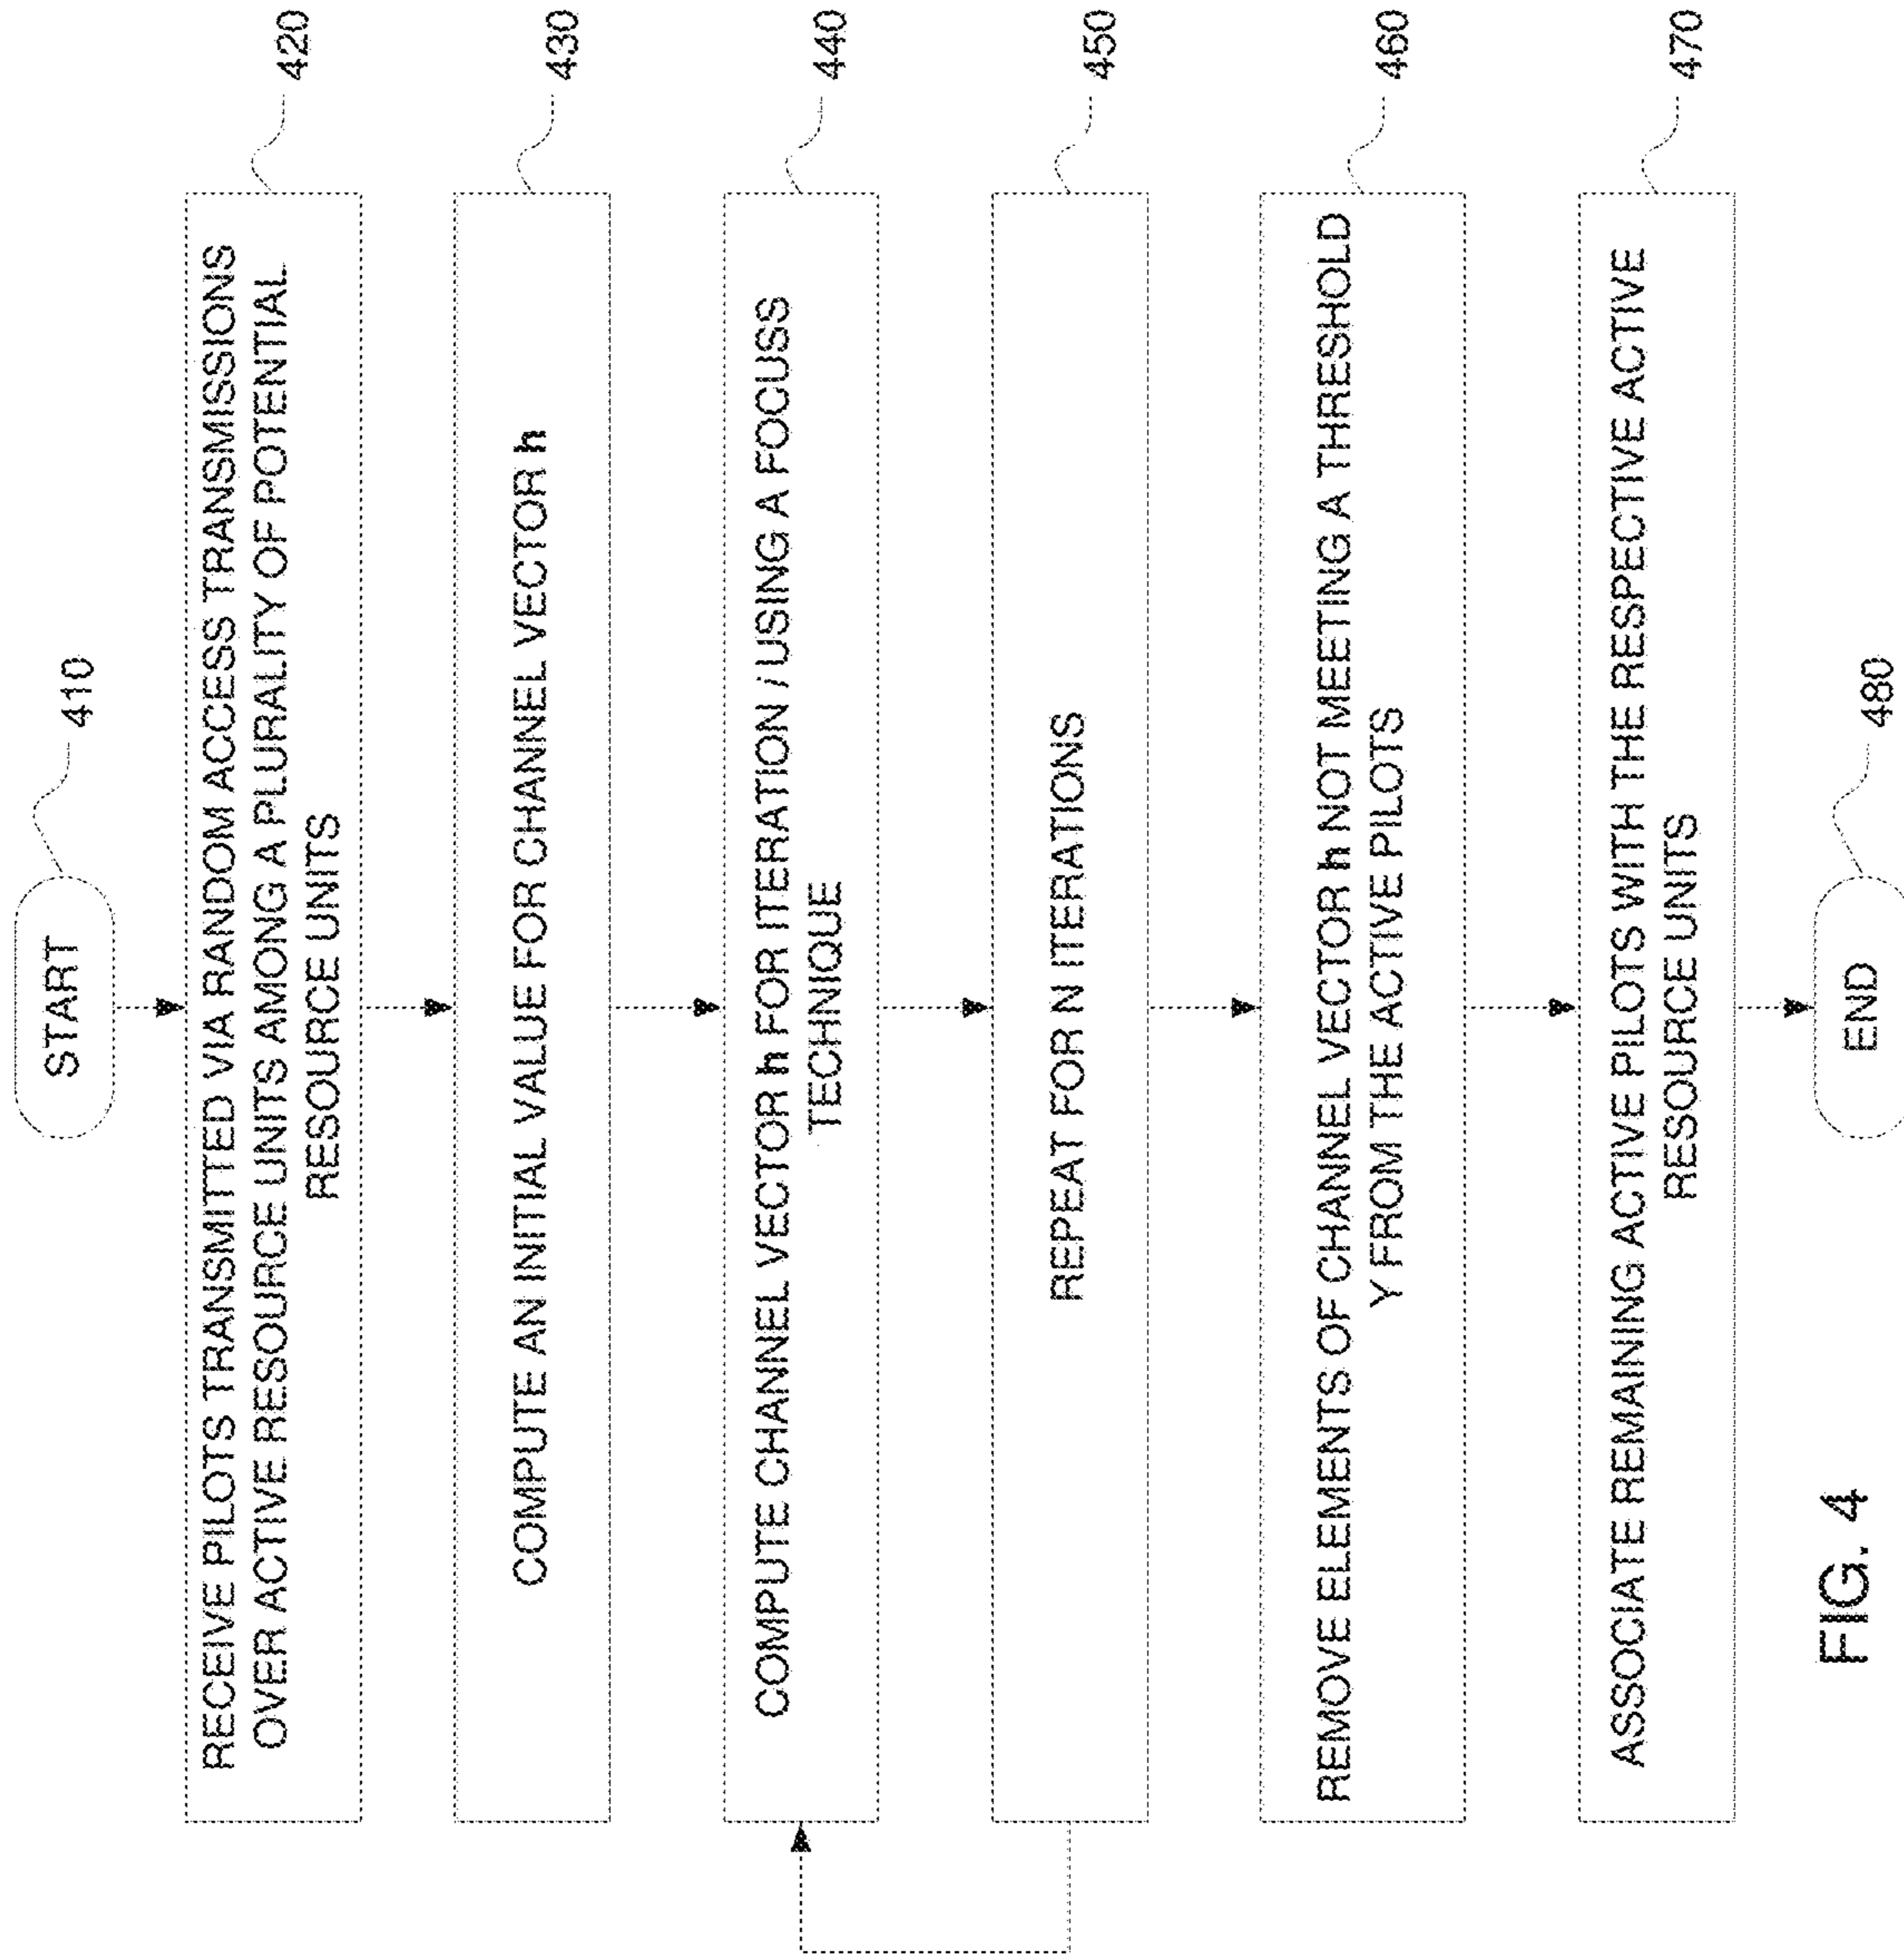 START
410
RECEIVE PILOTS TRANSMITTED VIA RANDOM ACCESS TRANSMISSIONS
OVER ACTIVE RESOURCE UNITS AMONG A PLURALITY OF POTENTIAL
RESOURCE UNITS
420
COMPUTE AN INITIAL VALUE FOR CHANNEL VECTOR h
430
COMPUTE CHANNEL VECTOR h FOR ITERATION i USING A FOCUSS
TECHNIQUE
440
REPEAT FOR N ITERATIONS
450
REMOVE ELEMENTS OF CHANNEL VECTOR h NOT MEETING A THRESHOLD
Y FROM THE ACTIVE PILOTS
460
ASSOCIATE REMAINING ACTIVE PILOTS WITH THE RESPECTIVE ACTIVE
RESOURCE UNITS
470
END
480
FIG. 4